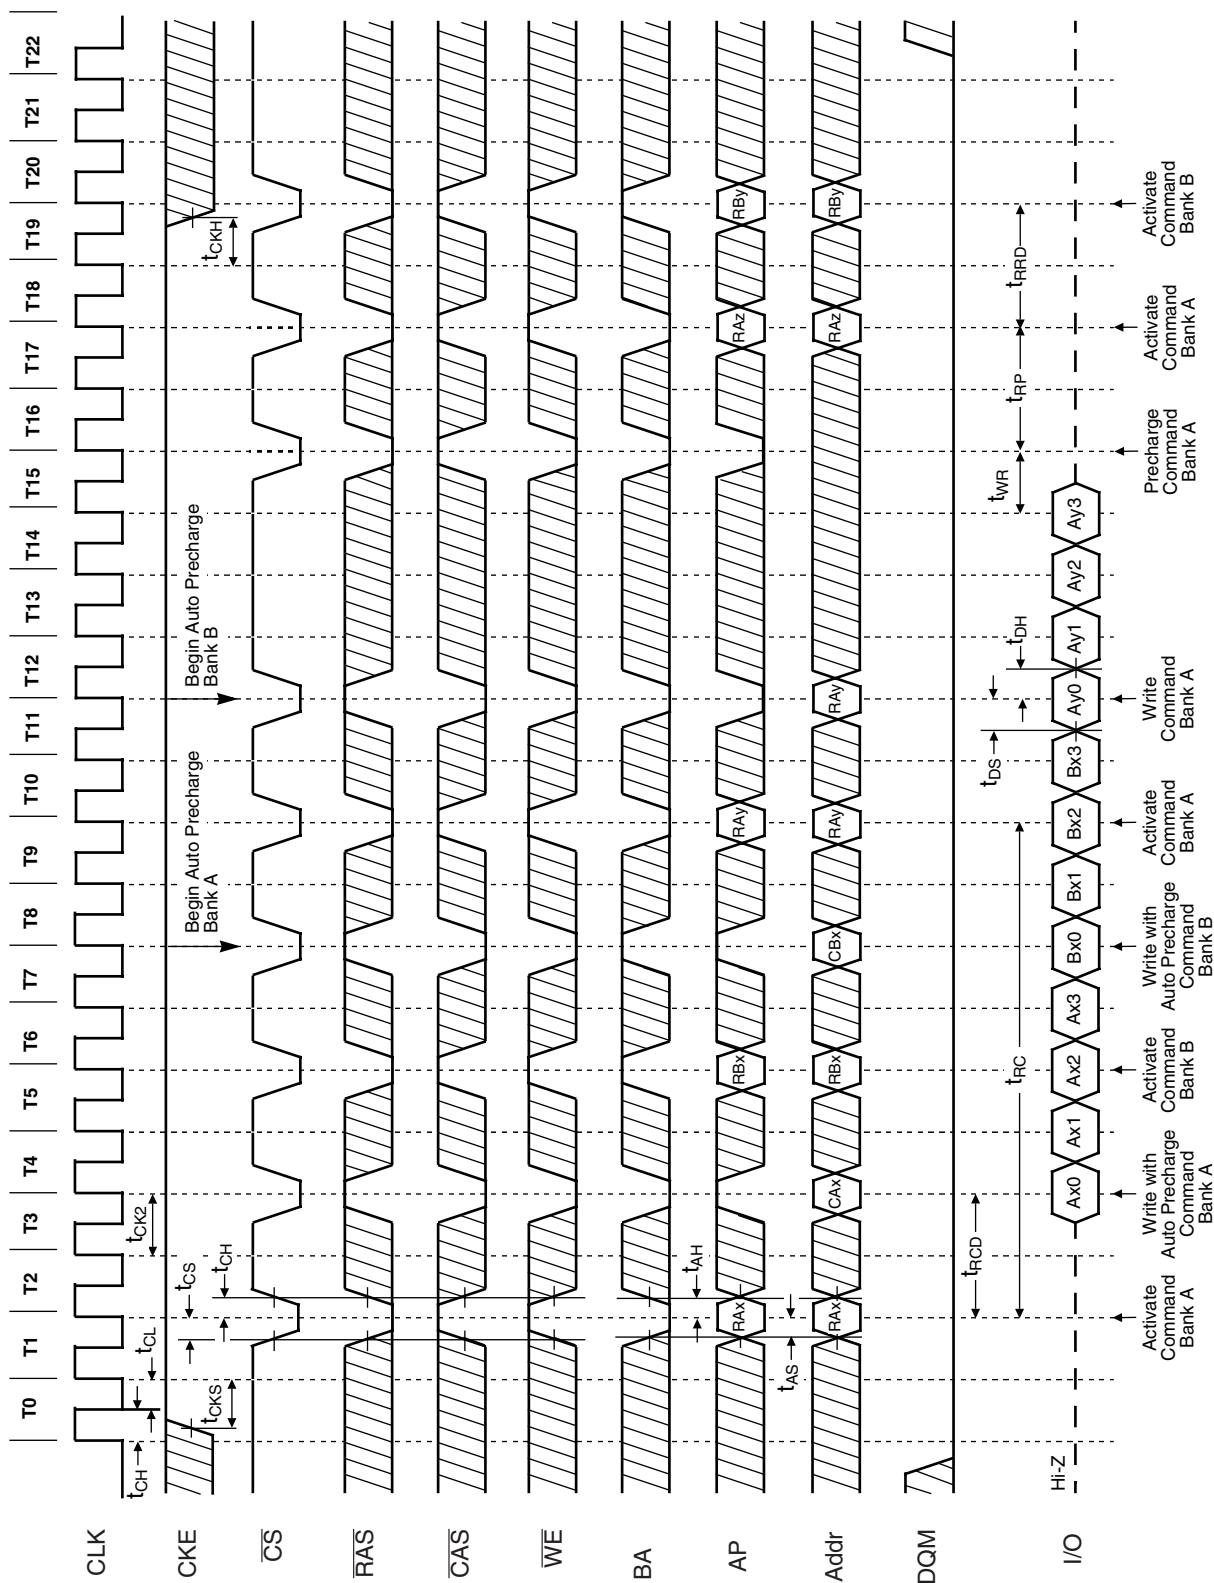 T0 T1 T2 T3 T4 T5 T6 T7 T8 T9 T10 T11 T12 T13 T14 T15 T16 T17 T18 T19 T20 T21 T22
CLK
tCH
tCL
tCK2
CKE
tCKS
tCS
tCH
Begin Auto Precharge
Bank A
Begin Auto Precharge
Bank B
tCKH
CS
RAS
CAS
WE
BA
tAH
AP
RAx RBx RAy RAz RBy
tAS
Addr
RAx CAx RBx CBx RAy RAy RAz RBy
DQM
tRCD
tDS
tRC
tDH
tWR
tRP
tRRD
I/O
Hi-Z
Ax0 Ax1 Ax2 Ax3 Bx0 Bx1 Bx2 Bx3 Ay0 Ay1 Ay2 Ay3
Activate
Command
Bank A
Write with
Auto Precharge
Command
Bank A
Activate
Command
Bank B
Write with
Auto Precharge
Command
Bank B
Activate
Command
Bank A
Write
Command
Bank A
Precharge
Command
Bank A
Activate
Command
Bank A
Activate
Command
Bank B